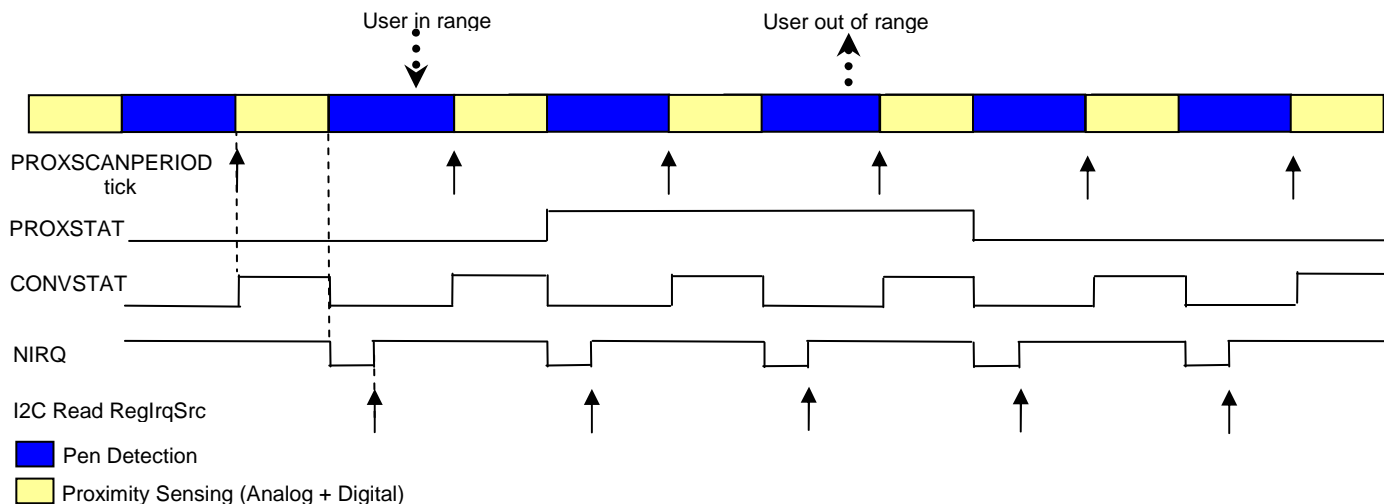 User in range
User out of range
PROXSCANPERIOD
tick
PROXSTAT
CONVSTAT
NIRQ
I2C Read RegIrqSrc
Pen Detection
Proximity Sensing (Analog + Digital)